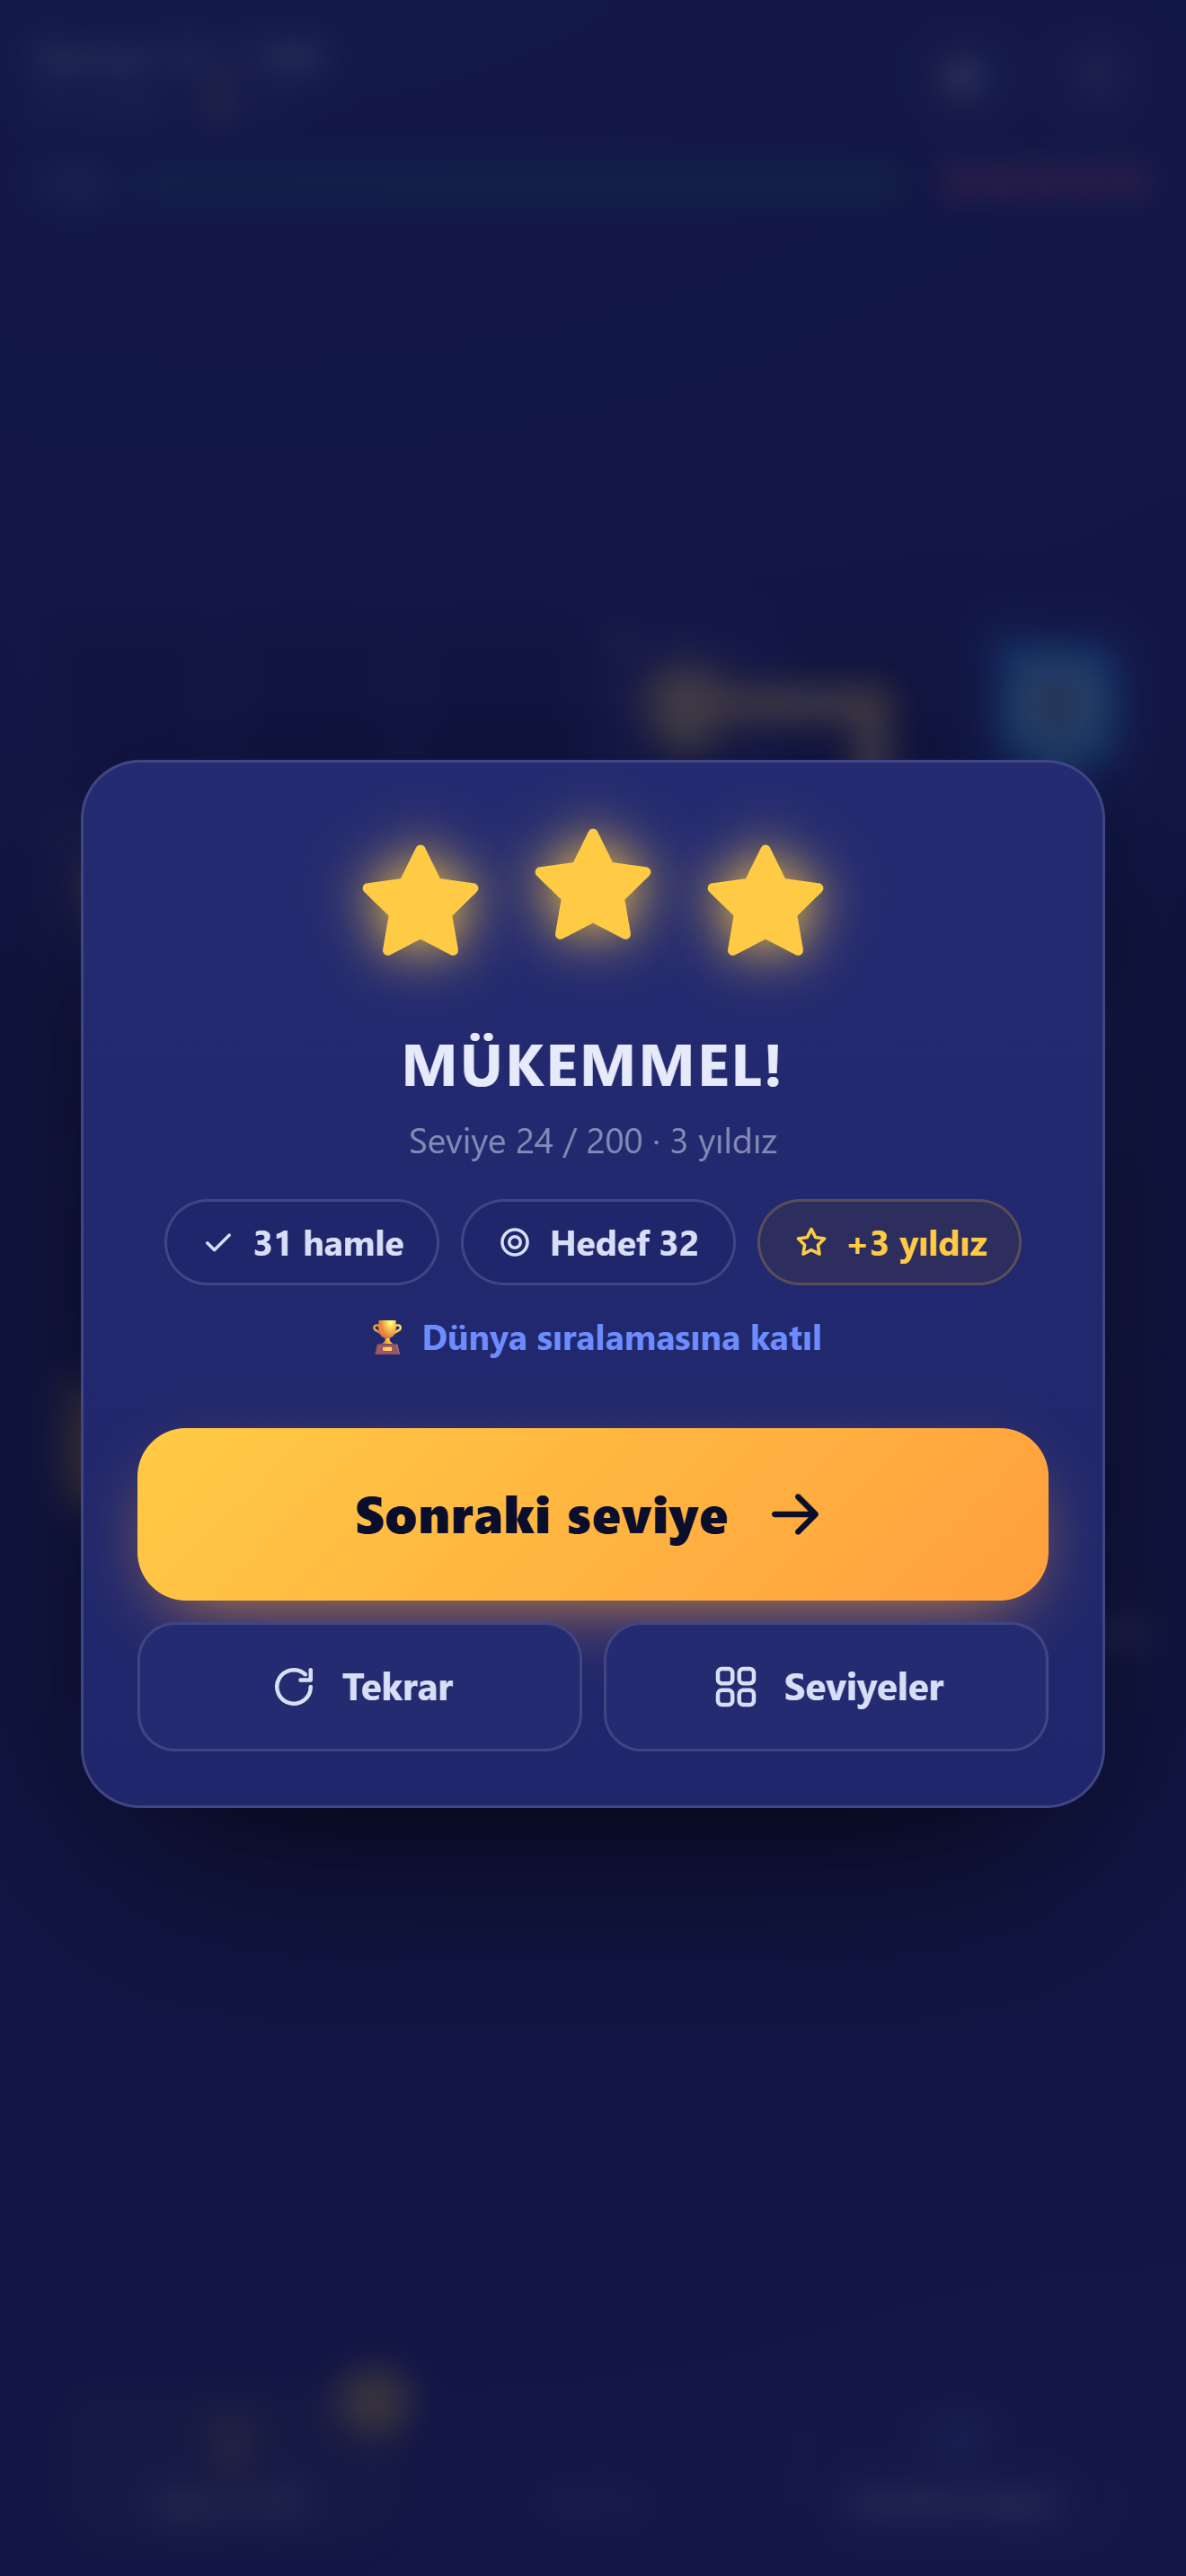 MÜKEMMEL!
Seviye 24 / 200 · 3 yıldız
31 hamle
Hedef 32
+3 yıldız
Dünya sıralamasına katıl
Sonraki seviye
Tekrar
Seviyeler